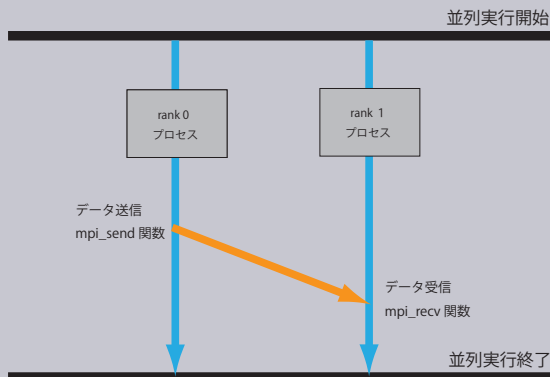 並列実行開始
rank 0
プロセス
rank 1
プロセス
データ送信
mpi_send 関数
データ受信
mpi_recv 関数
並列実行終了